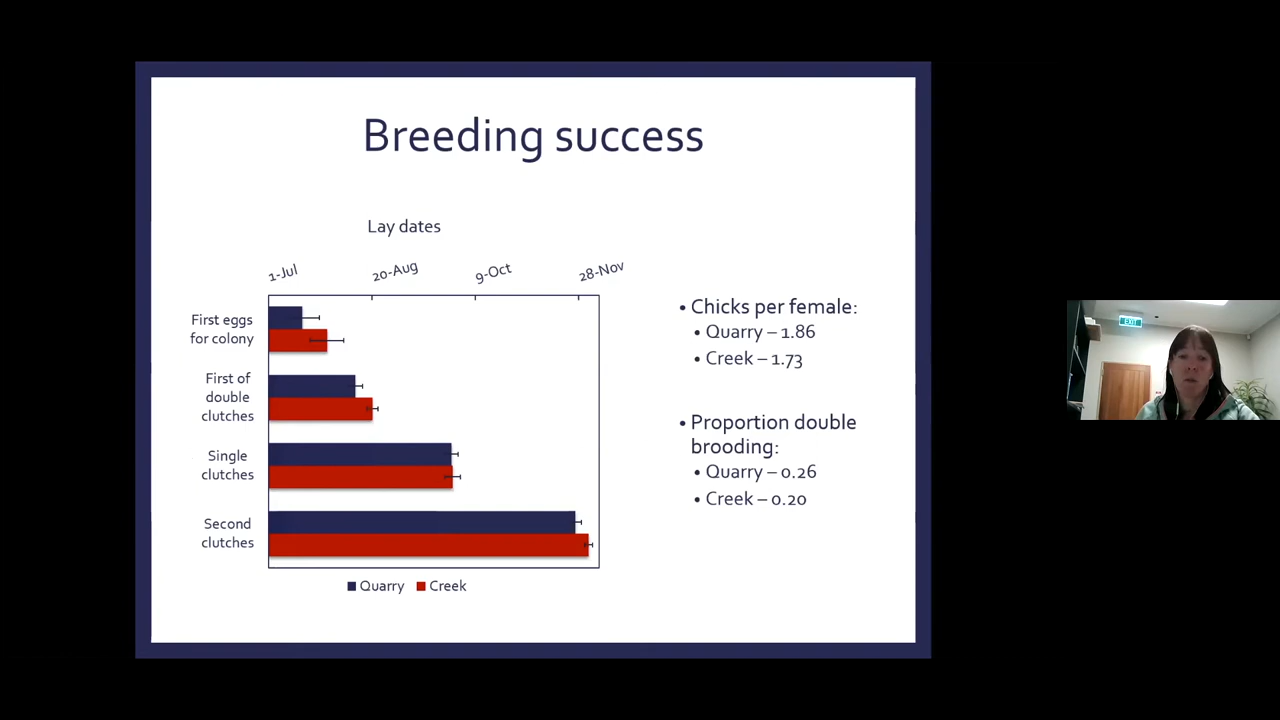 Breeding success
Lay dates
1-Jul
20-Aug
9-Oct
28-Nov
First eggs
for colony
First of
double
clutches
Single
clutches
Second
clutches
Quarry
Creek
• Chicks per female:
• Quarry – 1.86
• Creek – 1.73
• Proportion double
brooding:
• Quarry – 0.26
• Creek – 0.20
EXIT